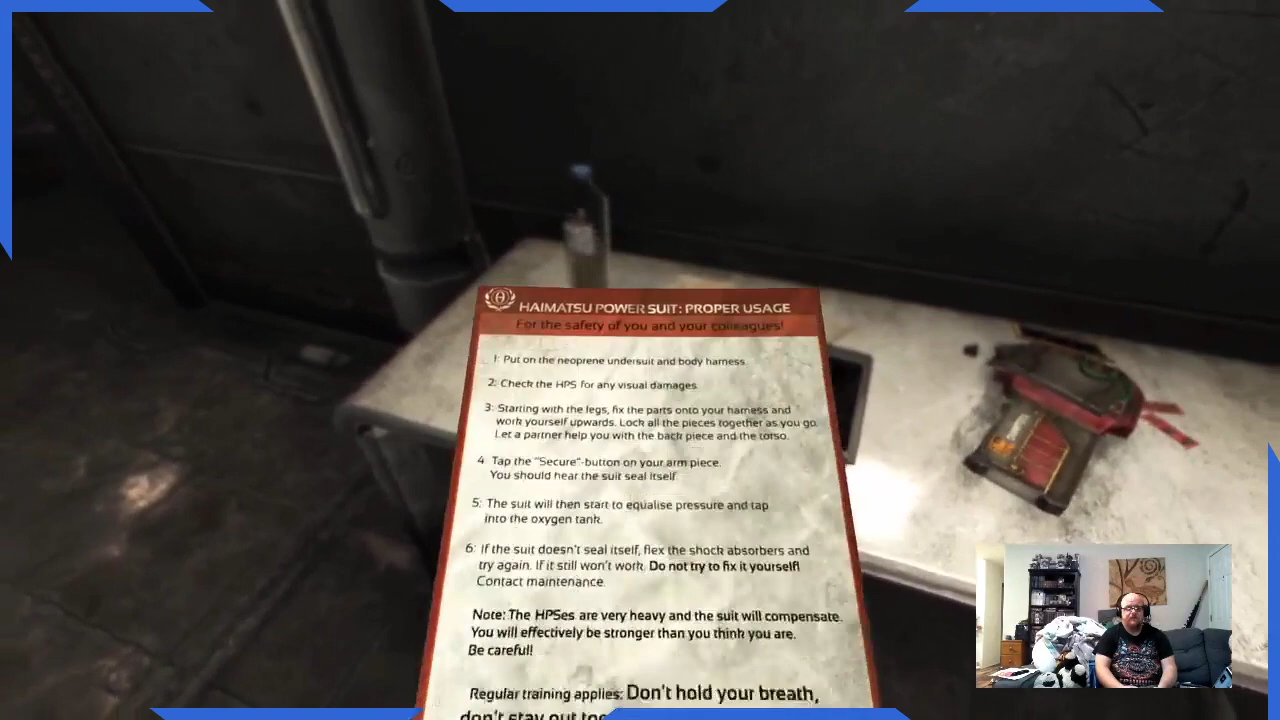 HAIMATSU POWER SUIT: PROPER USAGE
For the safety of you and your colleagues!
1: Put on the neoprene undersuit and body harness.
2: Check the HPS for any visual damages.
3: Starting with the legs, fix the parts onto your harness and
work yourself upwards. Lock all the pieces together as you go.
Let a partner help you with the back piece and the torso.
4: Tap the "Secure"-button on your arm piece.
You should hear the suit seal itself.
5: The suit will then start to equalise pressure and tap
into the oxygen tank.
6: If the suit doesn't seal itself, flex the shock absorbers and
try again. If it still won't work. Do not try to fix it yourself!
Contact maintenance.
Note: The HPSes are very heavy and the suit will compensate.
You will effectively be stronger than you think you are.
Be careful!
Regular training applies: Don't hold your breath,
don't stay out too